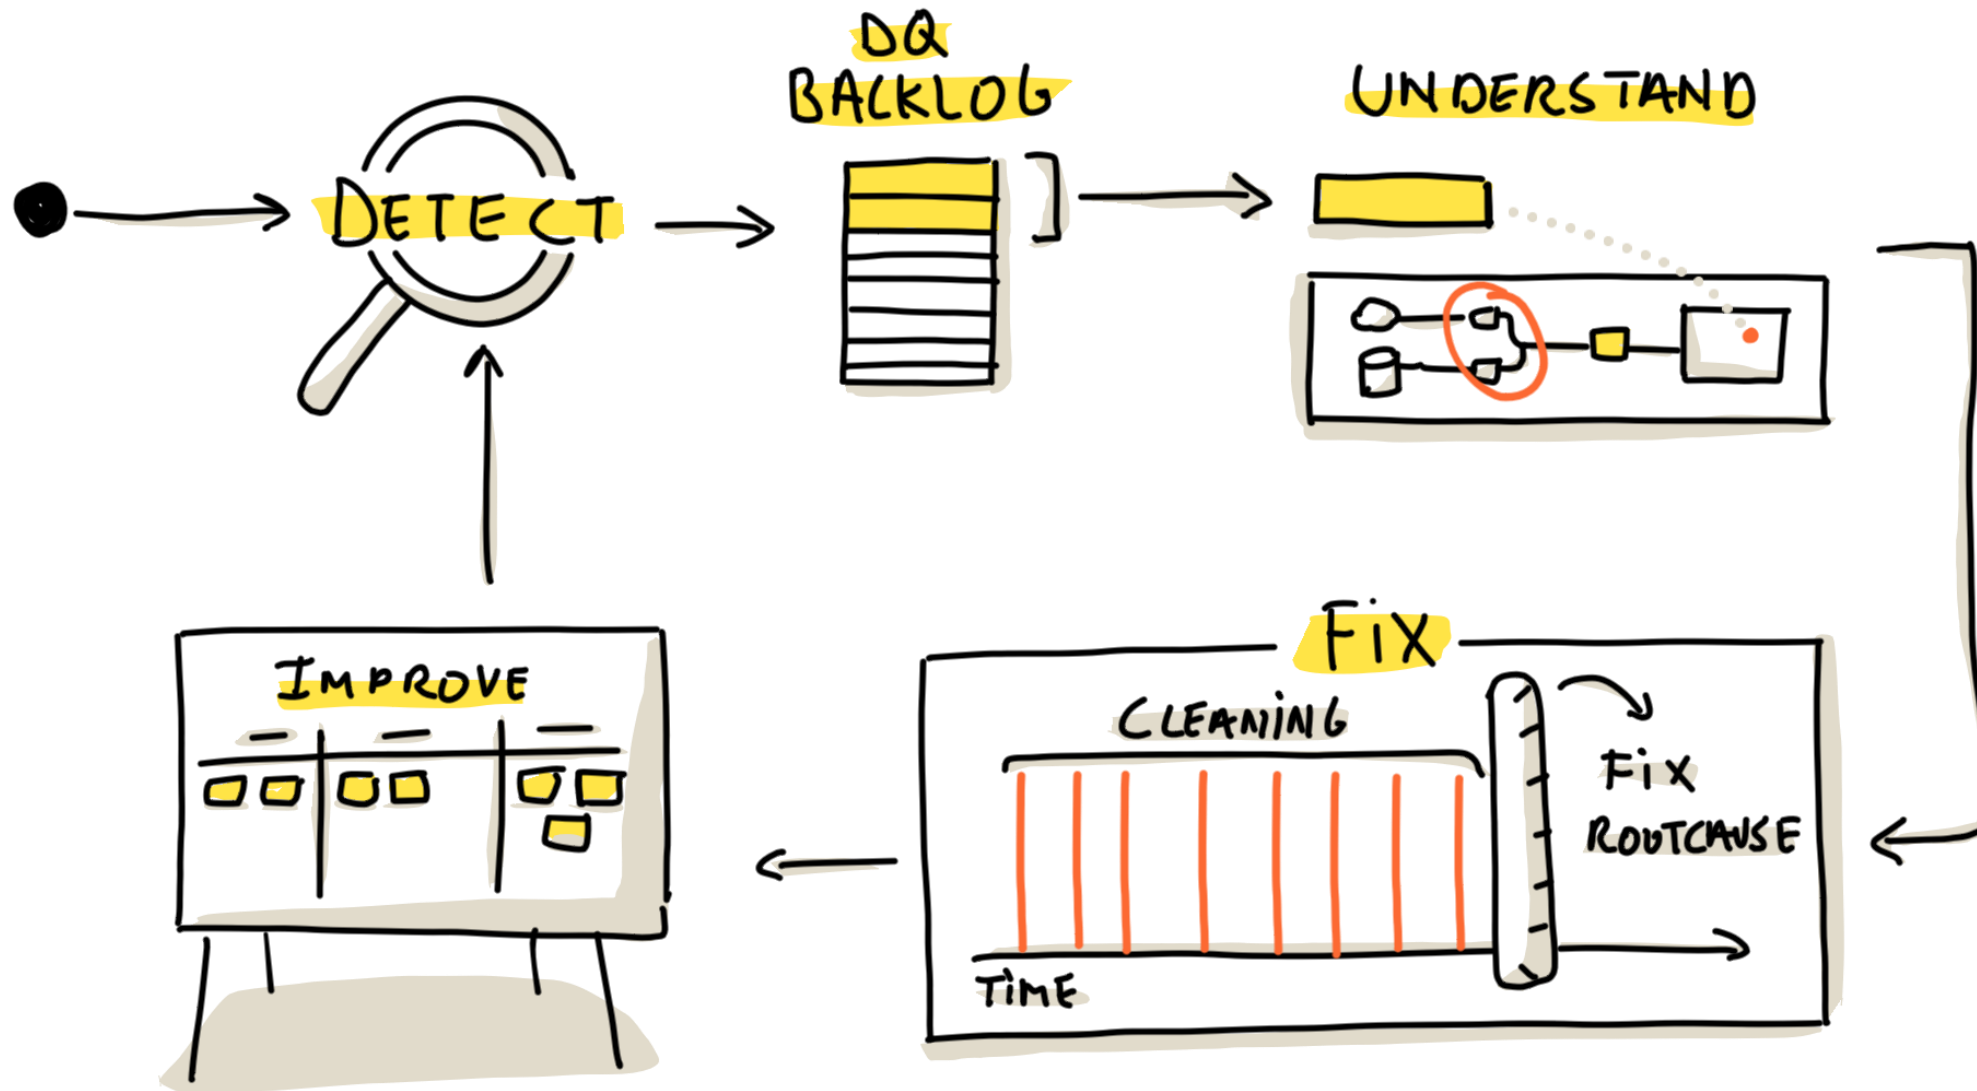 DQ
BACKLOG
UNDERSTAND
DETECT
FiX
IMPROVE
CLEANiNG
FiX
ROOTCAUSE
TiME